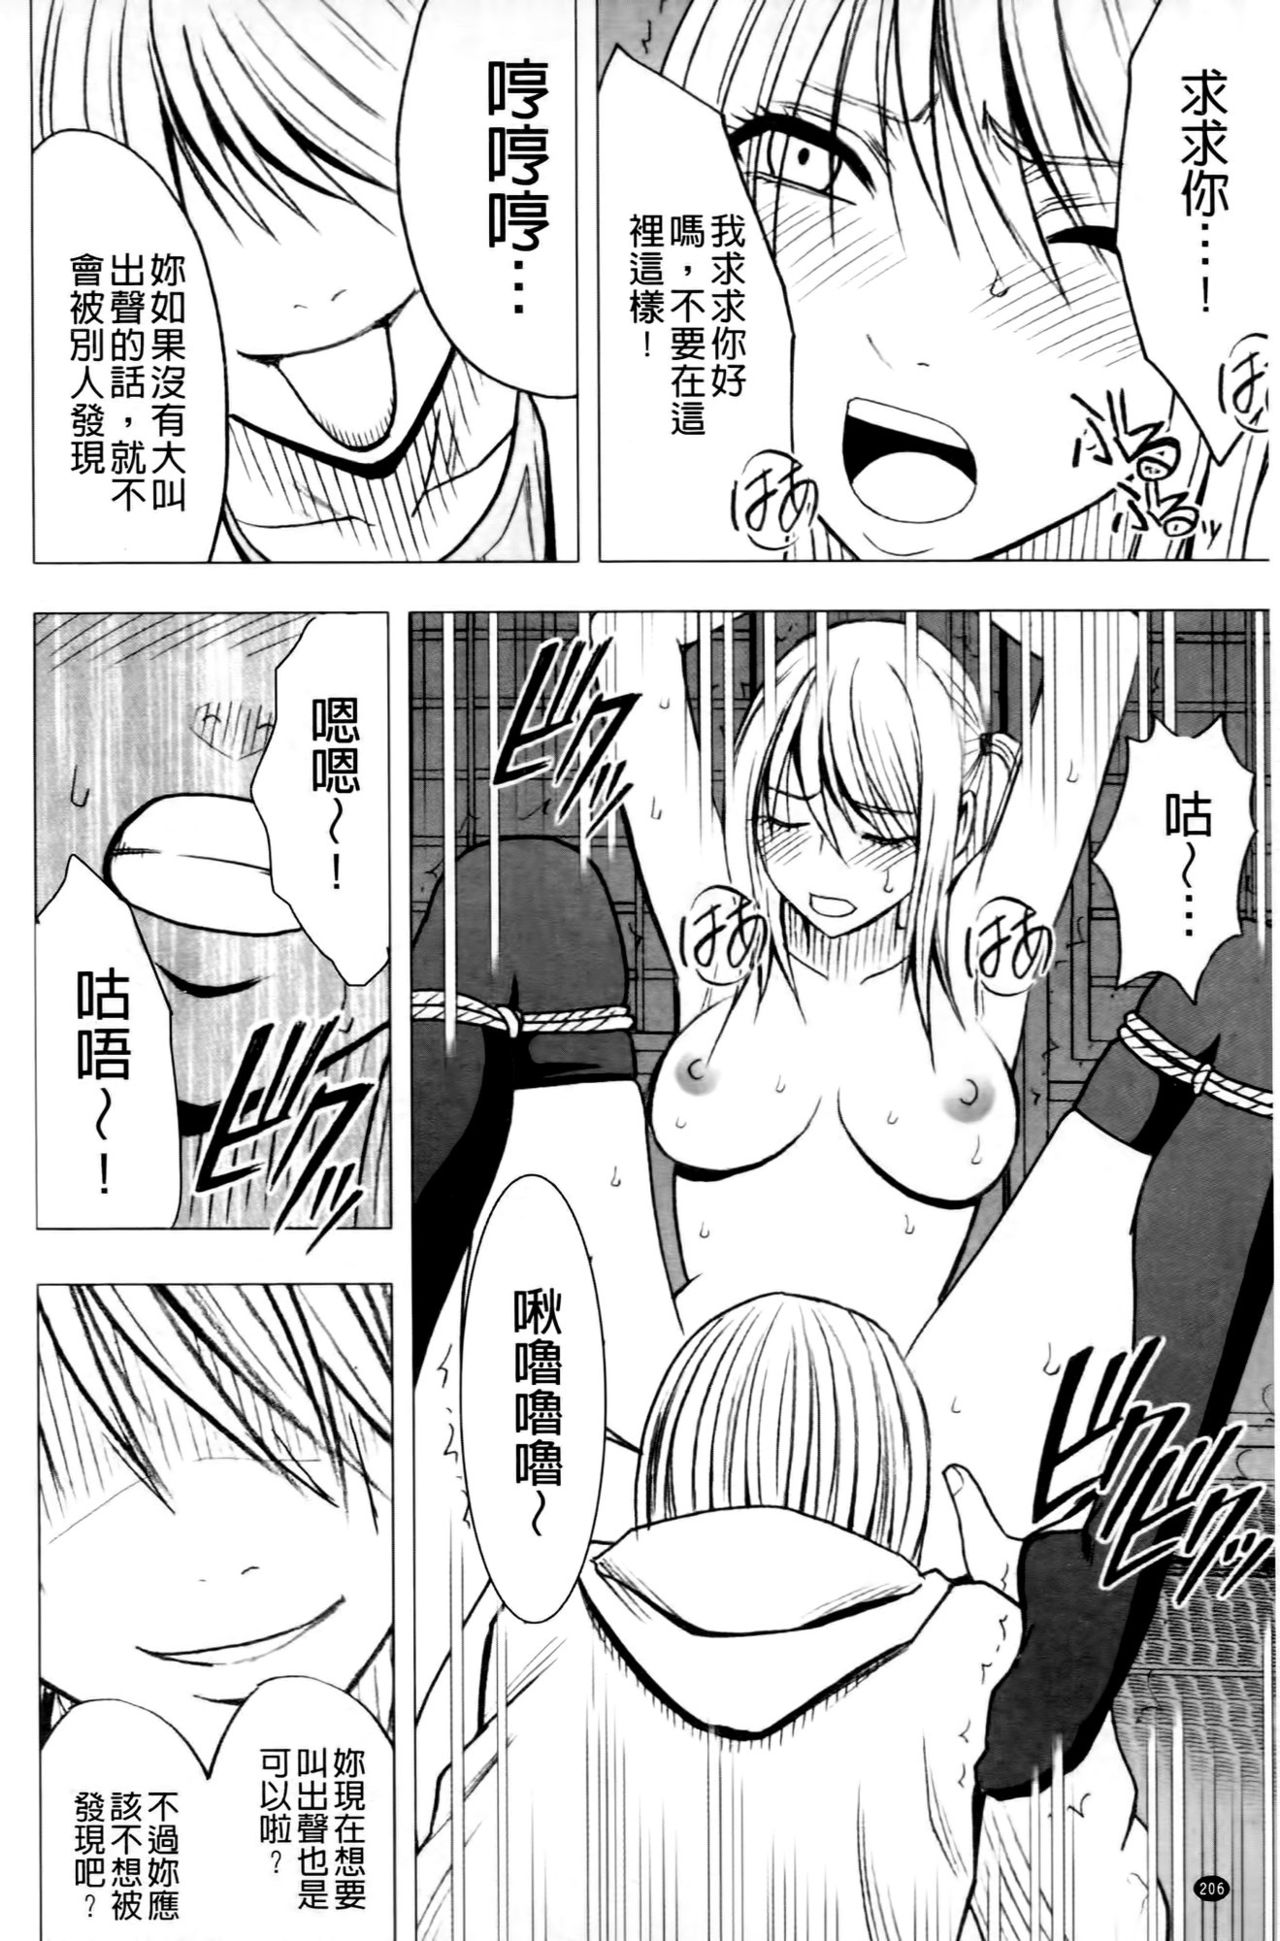 求求你…！
我求求你好
嗎，不要在這
裡這樣！
はぁ
ぶるぶるッ
はぁ
哼哼哼…
妳如果沒有大叫
出聲的話，就不
會被別人發現
咕～…
ビクッ
はぁ
はぁ
啾嚕嚕嚕～
ビクビクッ
嗯嗯～！
咕唔～！
ビクッ
妳現在想要
叫出聲也是
可以啦？
不過妳應
該不想被
發現吧？
206